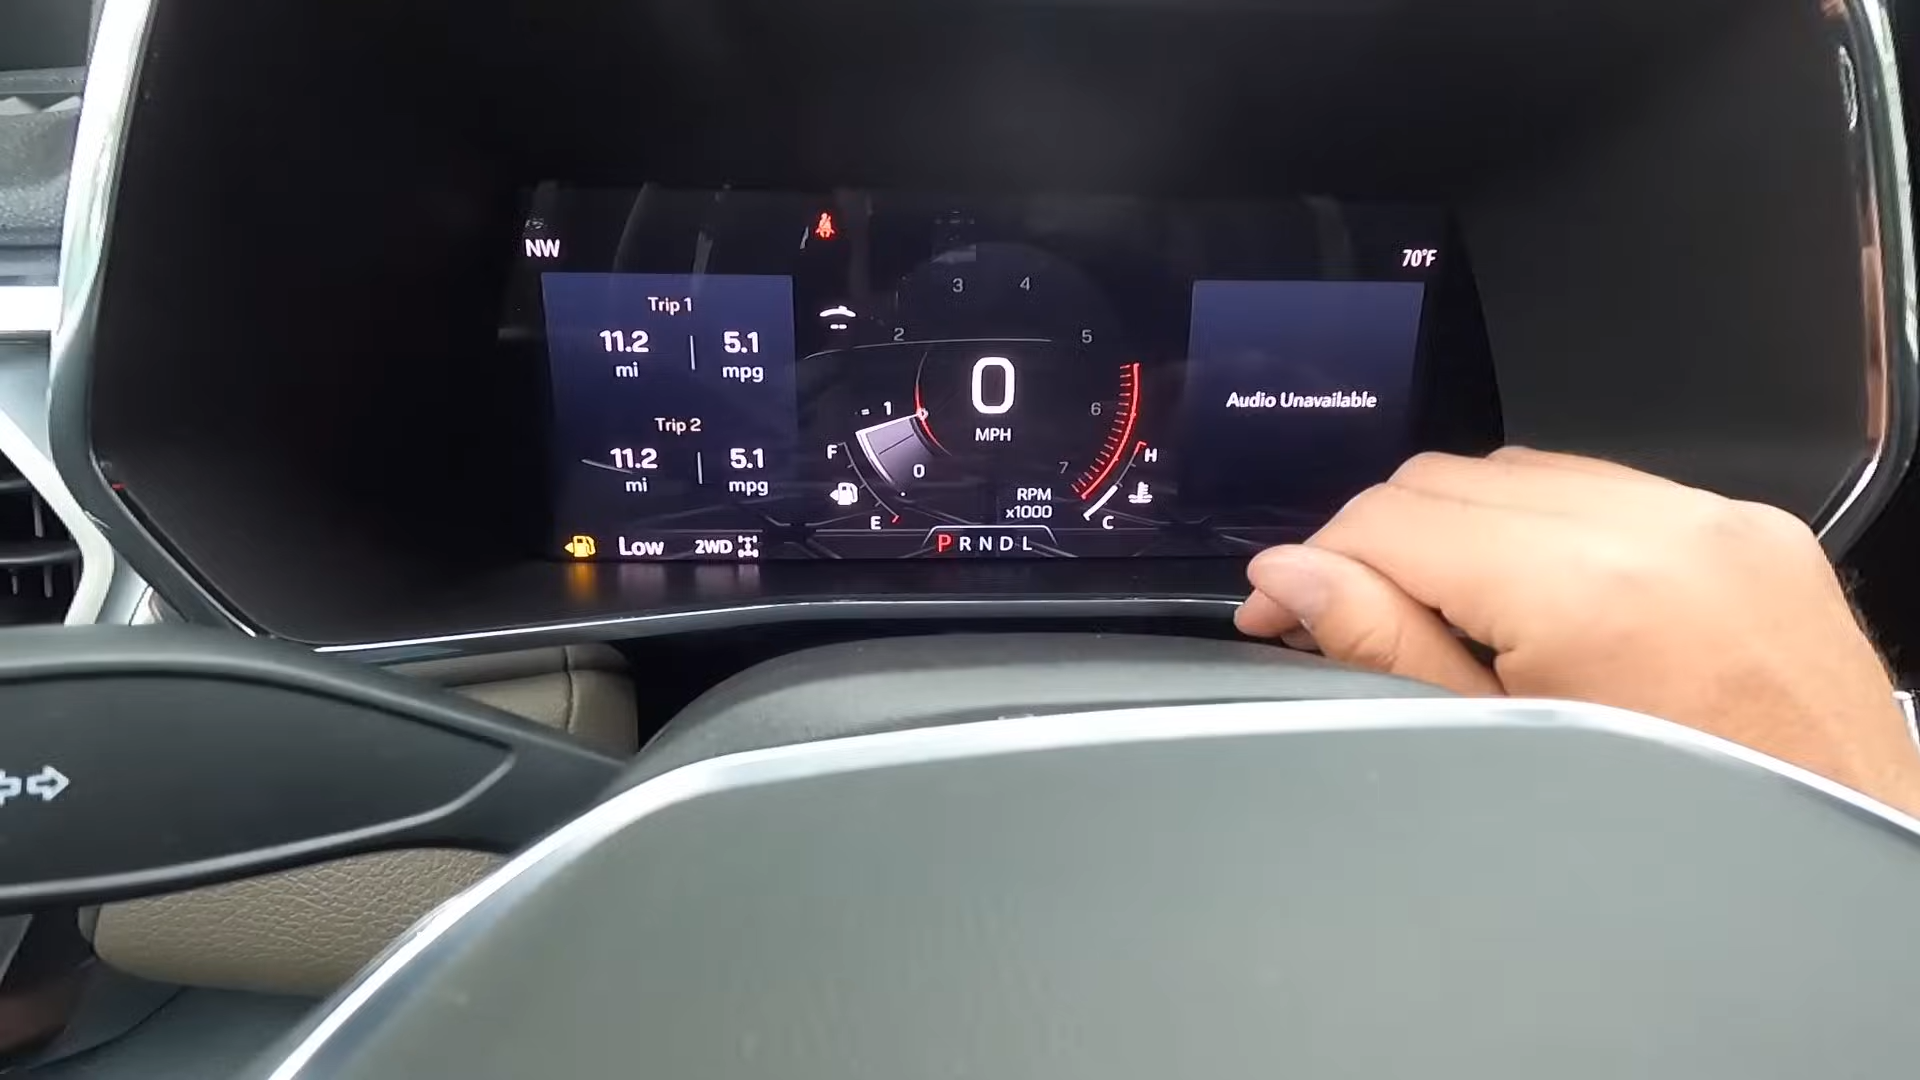 NW
70°F
Trip 1
11.2 mi | 5.1 mpg
Trip 2
11.2 mi | 5.1 mpg
Low 2WD
--
0
1
2
3
4
5
6
7
0
MPH
RPM
x1000
F
E
H
C
P R N D L
Audio Unavailable